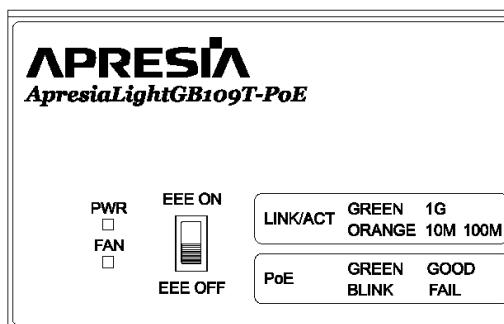 APRESIA
ApresiaLightGB109T-PoE
PWR
FAN
EEE ON
EEE OFF
LINK/ACT GREEN 1G
ORANGE 10M 100M
PoE GREEN GOOD
BLINK FAIL